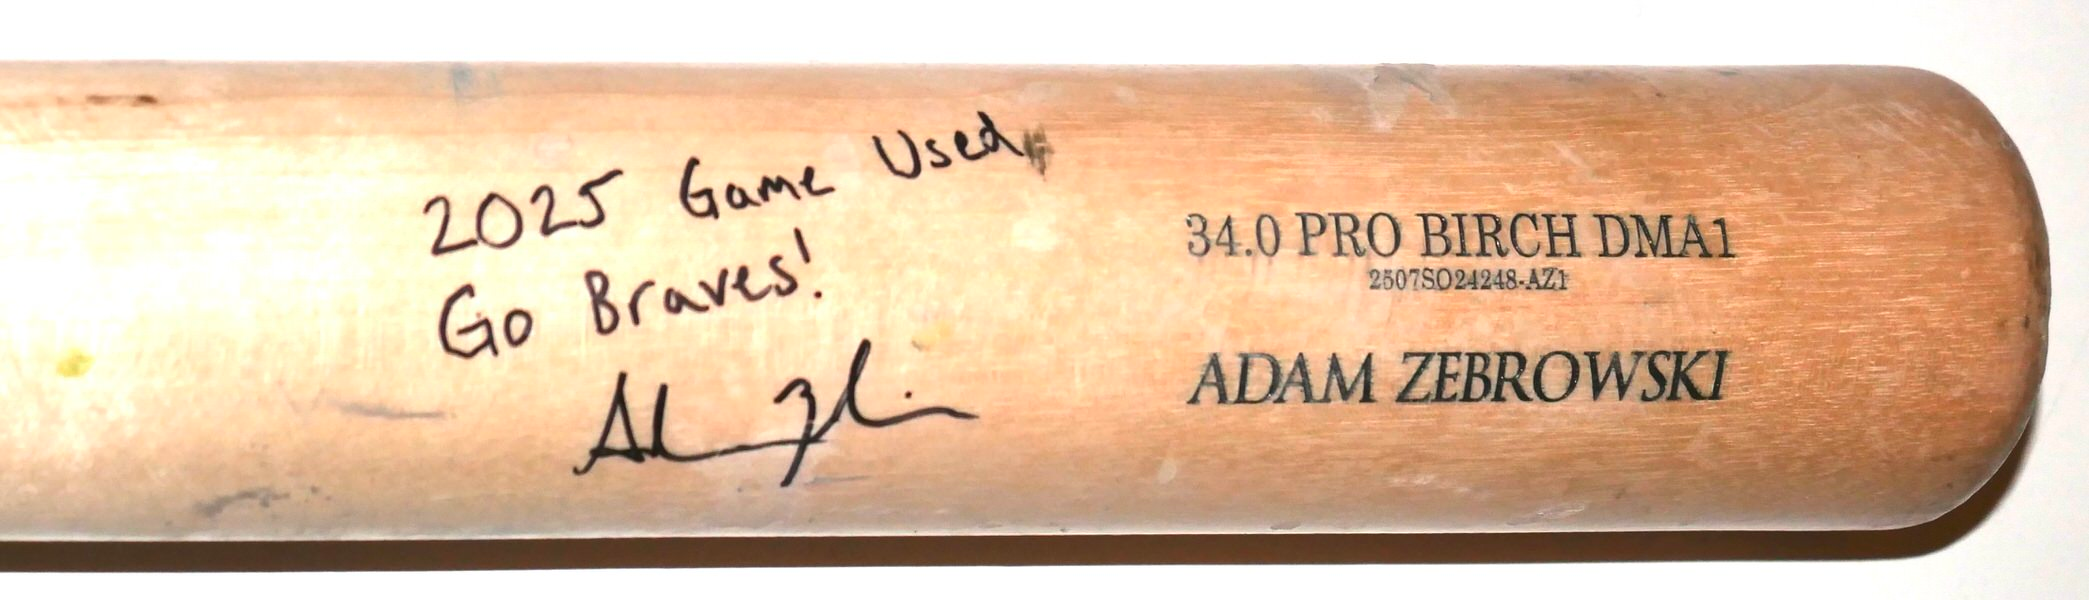 2025 Game Used
Go Braves!
34.0 PRO BIRCH DMA1
2507SO24248-AZ1
ADAM ZEBROWSKI